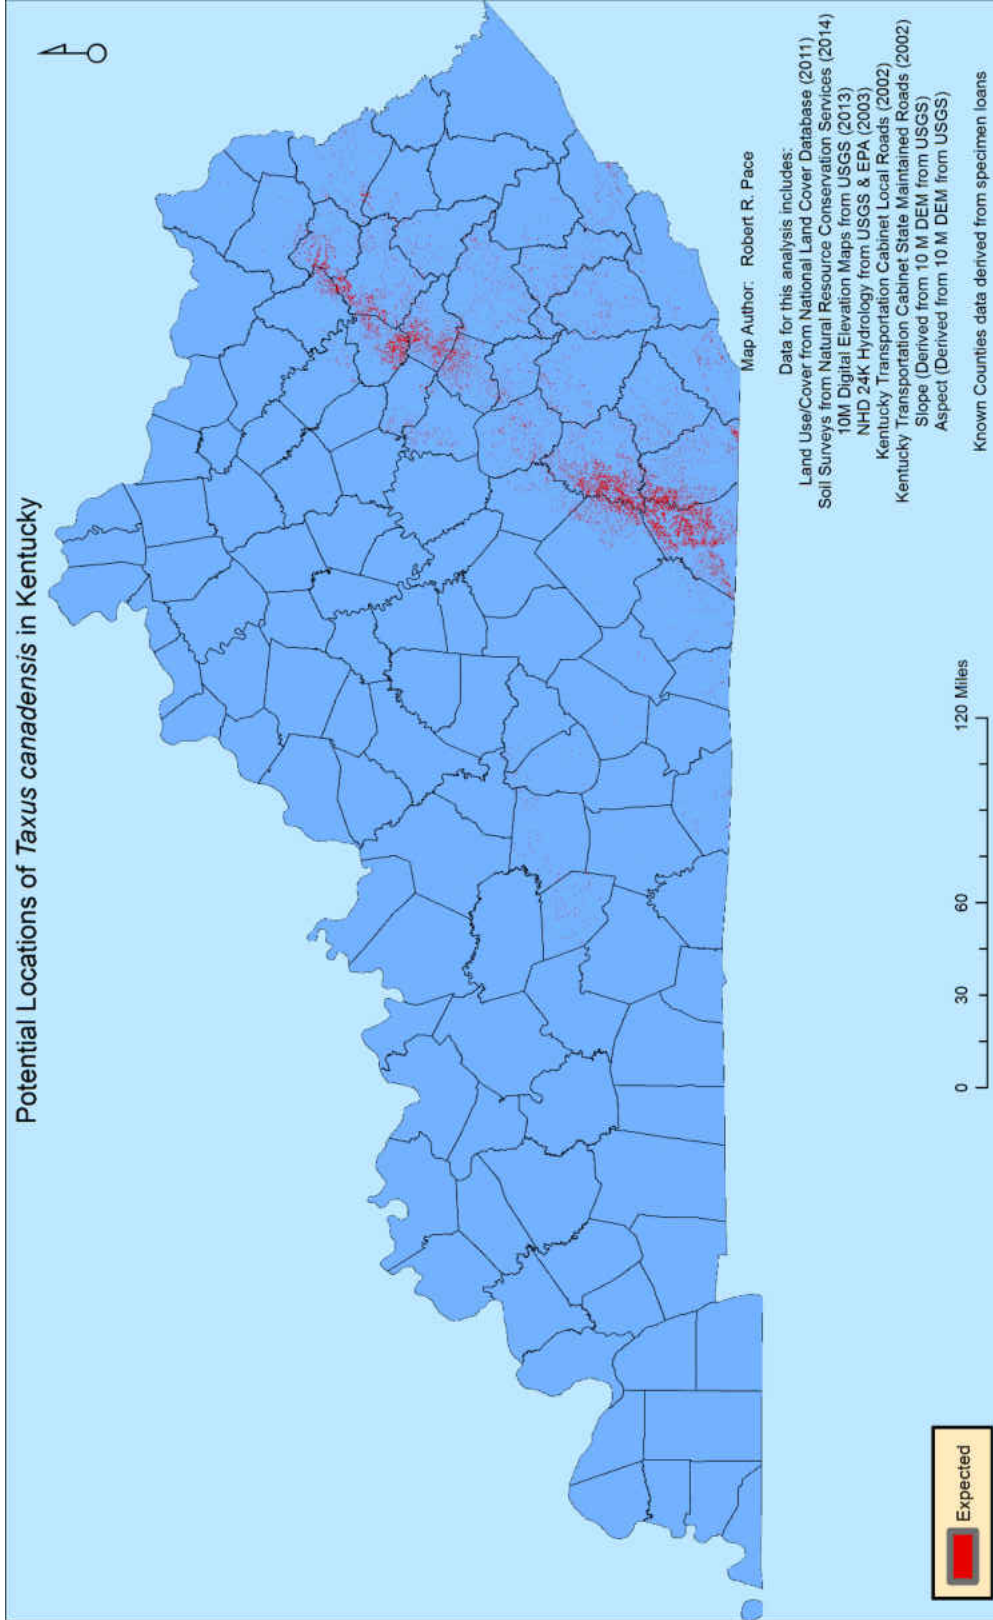 Potential Locations of Taxus canadensis in Kentucky
Map Author: Robert R. Pace
Data for this analysis includes:
Land Use/Cover from National Land Cover Database (2011)
Soil Surveys from Natural Resource Conservation Services (2014)
10M Digital Elevation Maps from USGS (2013)
NHD 24K Hydrology from USGS & EPA (2003)
Kentucky Transportation Cabinet Local Roads (2002)
Kentucky Transportation Cabinet State Maintained Roads (2002)
Slope (Derived from 10 M DEM from USGS)
Aspect (Derived from 10 M DEM from USGS)
Known Counties data derived from specimen loans
0 30 60 120 Miles
Expected